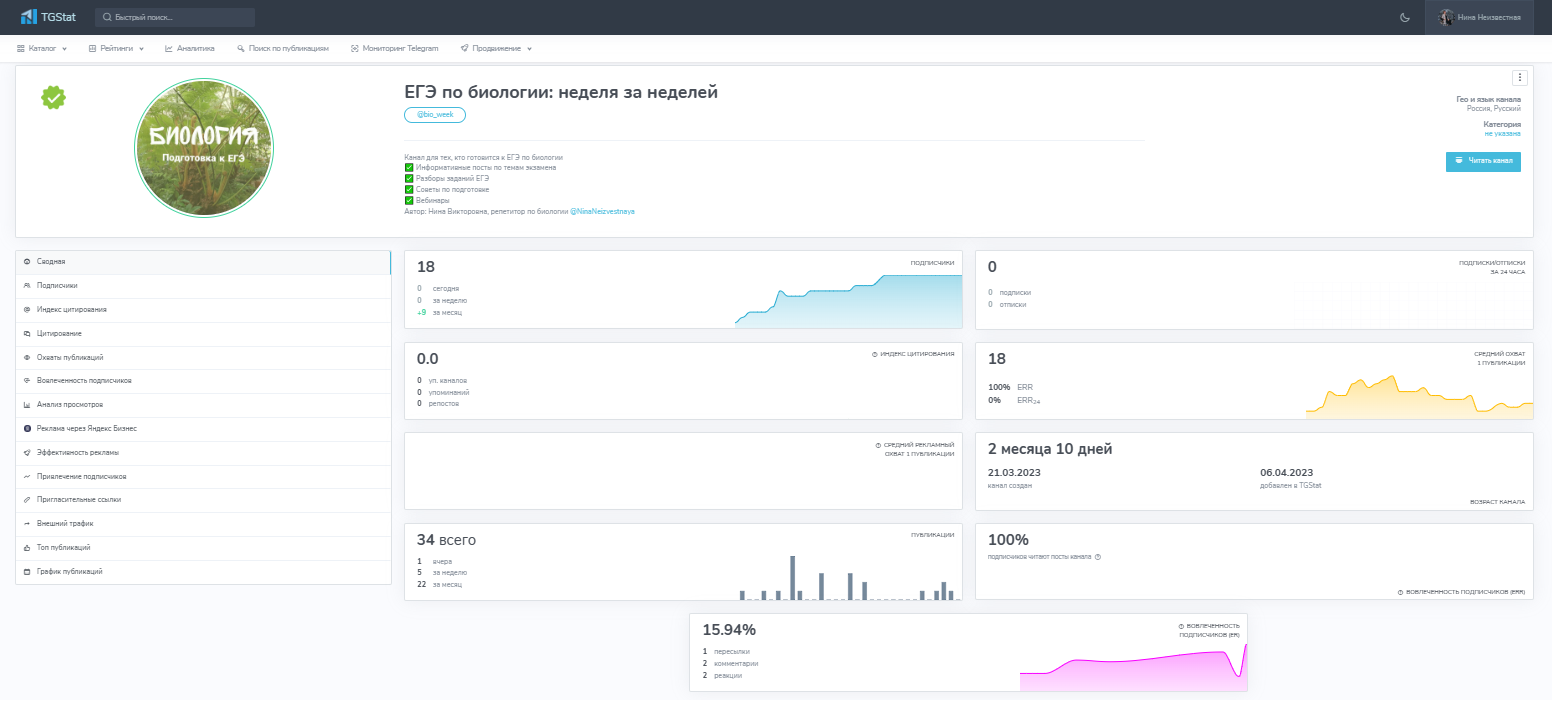 TGStat
Быстрый поиск...
Нина Неизвестная
Каталог
Рейтинги
Аналитика
Поиск по публикациям
Мониторинг Telegram
Продвижение
БИОЛОГИЯ
Подготовка к ЕГЭ
ЕГЭ по биологии: неделя за неделей
@bio_week
Канал для тех, кто готовится к ЕГЭ по биологии
✅ Информативные посты по темам экзамена
✅ Разборы заданий ЕГЭ
✅ Советы по подготовке
✅ Вебинары
Автор: Нина Викторовна, репетитор по биологии @NinaNeizvestnaya
Гео и язык канала
Россия, Русский
Категория
не указана
Читать канал
Сводная
Подписчики
Индекс цитирования
Цитирование
Охваты публикаций
Вовлеченность подписчиков
Анализ просмотров
Реклама через Яндекс Бизнес
Эффективность рекламы
Привлечение подписчиков
Пригласительные ссылки
Внешний трафик
Топ публикаций
График публикаций
18
ПОДПИСЧИКИ
0 сегодня
0 за неделю
+9 за месяц
0
ПОДПИСКИ/ОТПИСКИ
ЗА 24 ЧАСА
0 подписки
0 отписки
0.0
ИНДЕКС ЦИТИРОВАНИЯ
0 уп. каналов
0 упоминаний
0 репостов
18
СРЕДНИЙ ОХВАТ
1 ПУБЛИКАЦИИ
100% ERR
0% ERR24
СРЕДНИЙ РЕКЛАМНЫЙ
ОХВАТ 1 ПУБЛИКАЦИИ
2 месяца 10 дней
21.03.2023
канал создан
06.04.2023
добавлен в TGStat
ВОЗРАСТ КАНАЛА
34 всего
ПУБЛИКАЦИИ
1 вчера
5 за неделю
22 за месяц
100%
подписчиков читают посты канала
ВОВЛЕЧЕННОСТЬ ПОДПИСЧИКОВ (ERR)
15.94%
ВОВЛЕЧЕННОСТЬ
ПОДПИСЧИКОВ (ER)
1 пересылки
2 комментарии
2 реакции